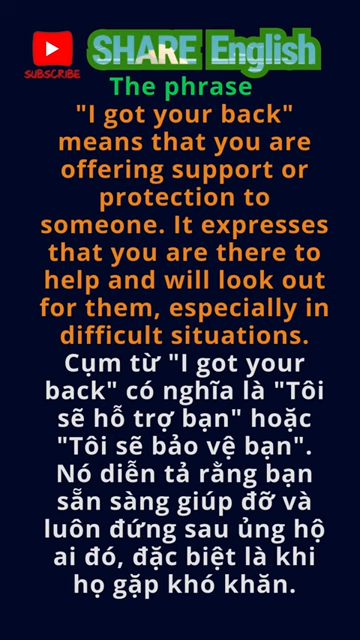 SHARE English
SUBSCRIBE
The phrase
"I got your back"
means that you are
offering support or
protection to
someone. It expresses
that you are there to
help and will look out
for them, especially in
difficult situations.
Cụm từ "I got your
back" có nghĩa là "Tôi
sẽ hỗ trợ bạn" hoặc
"Tôi sẽ bảo vệ bạn".
Nó diễn tả rằng bạn
sẵn sàng giúp đỡ và
luôn đứng sau ủng hộ
ai đó, đặc biệt là khi
họ gặp khó khăn.